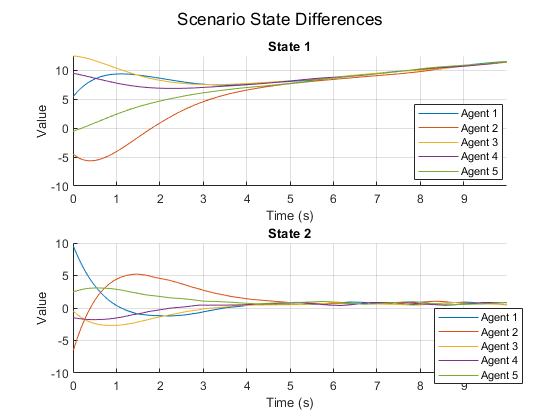 Scenario State Differences
State 1
Value
10
5
0
-5
-10
Agent 1
Agent 2
Agent 3
Agent 4
Agent 5
0 1 2 3 4 5 6 7 8 9
Time (s)
State 2
Value
10
5
0
-5
-10
Agent 1
Agent 2
Agent 3
Agent 4
Agent 5
0 1 2 3 4 5 6 7 8 9
Time (s)